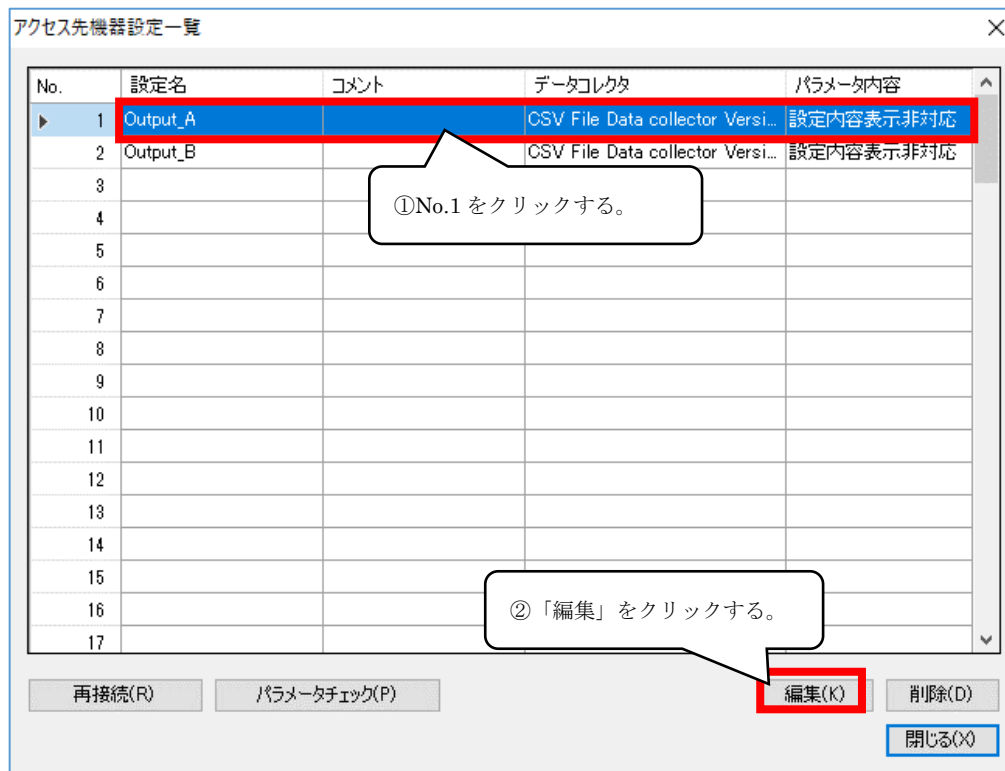 アクセス先機器設定一覧
No. 設定名 コメント データコレクタ パラメータ内容
1 Output_A CSV File Data collector Versi... 設定内容表示非対応
2 Output_B CSV File Data collector Versi... 設定内容表示非対応
3
①No.1 をクリックする。
4
5
6
7
8
9
10
11
12
13
14
15
②「編集」をクリックする。
16
17
再接続(R) パラメータチェック(P) 編集(K) 削除(D)
閉じる(X)